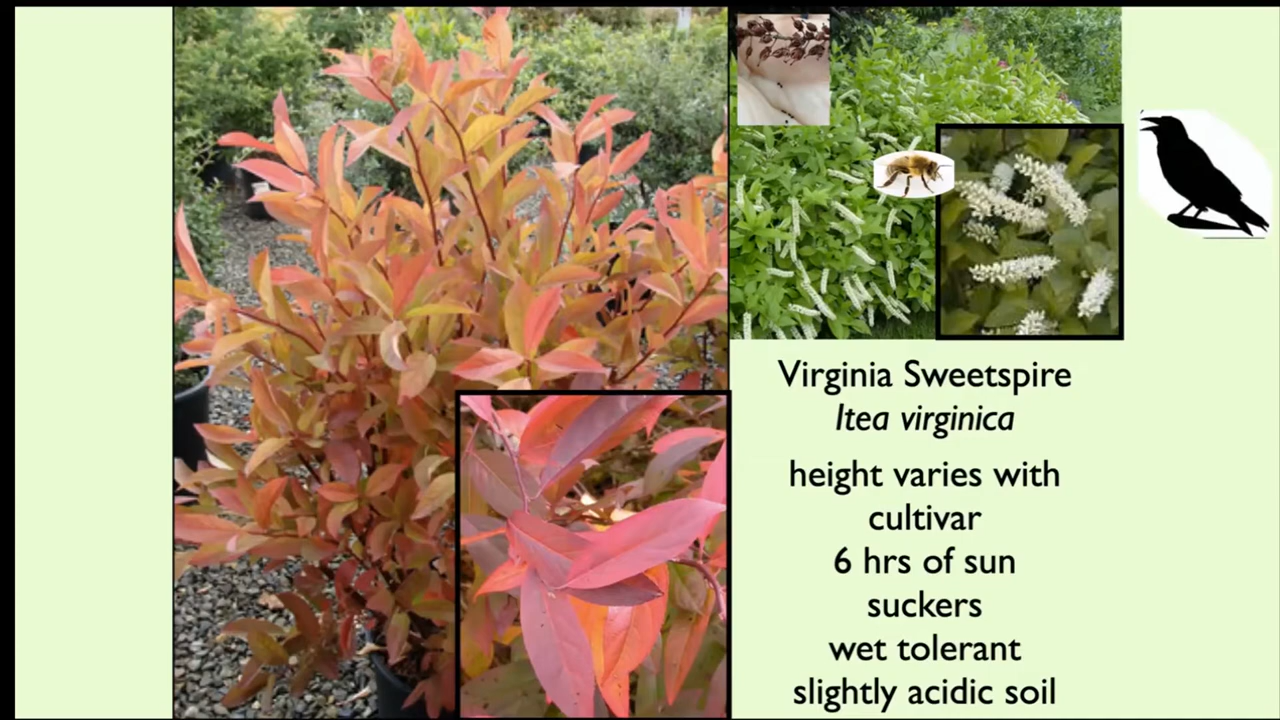 Virginia Sweetspire
Itea virginica
height varies with
cultivar
6 hrs of sun
suckers
wet tolerant
slightly acidic soil